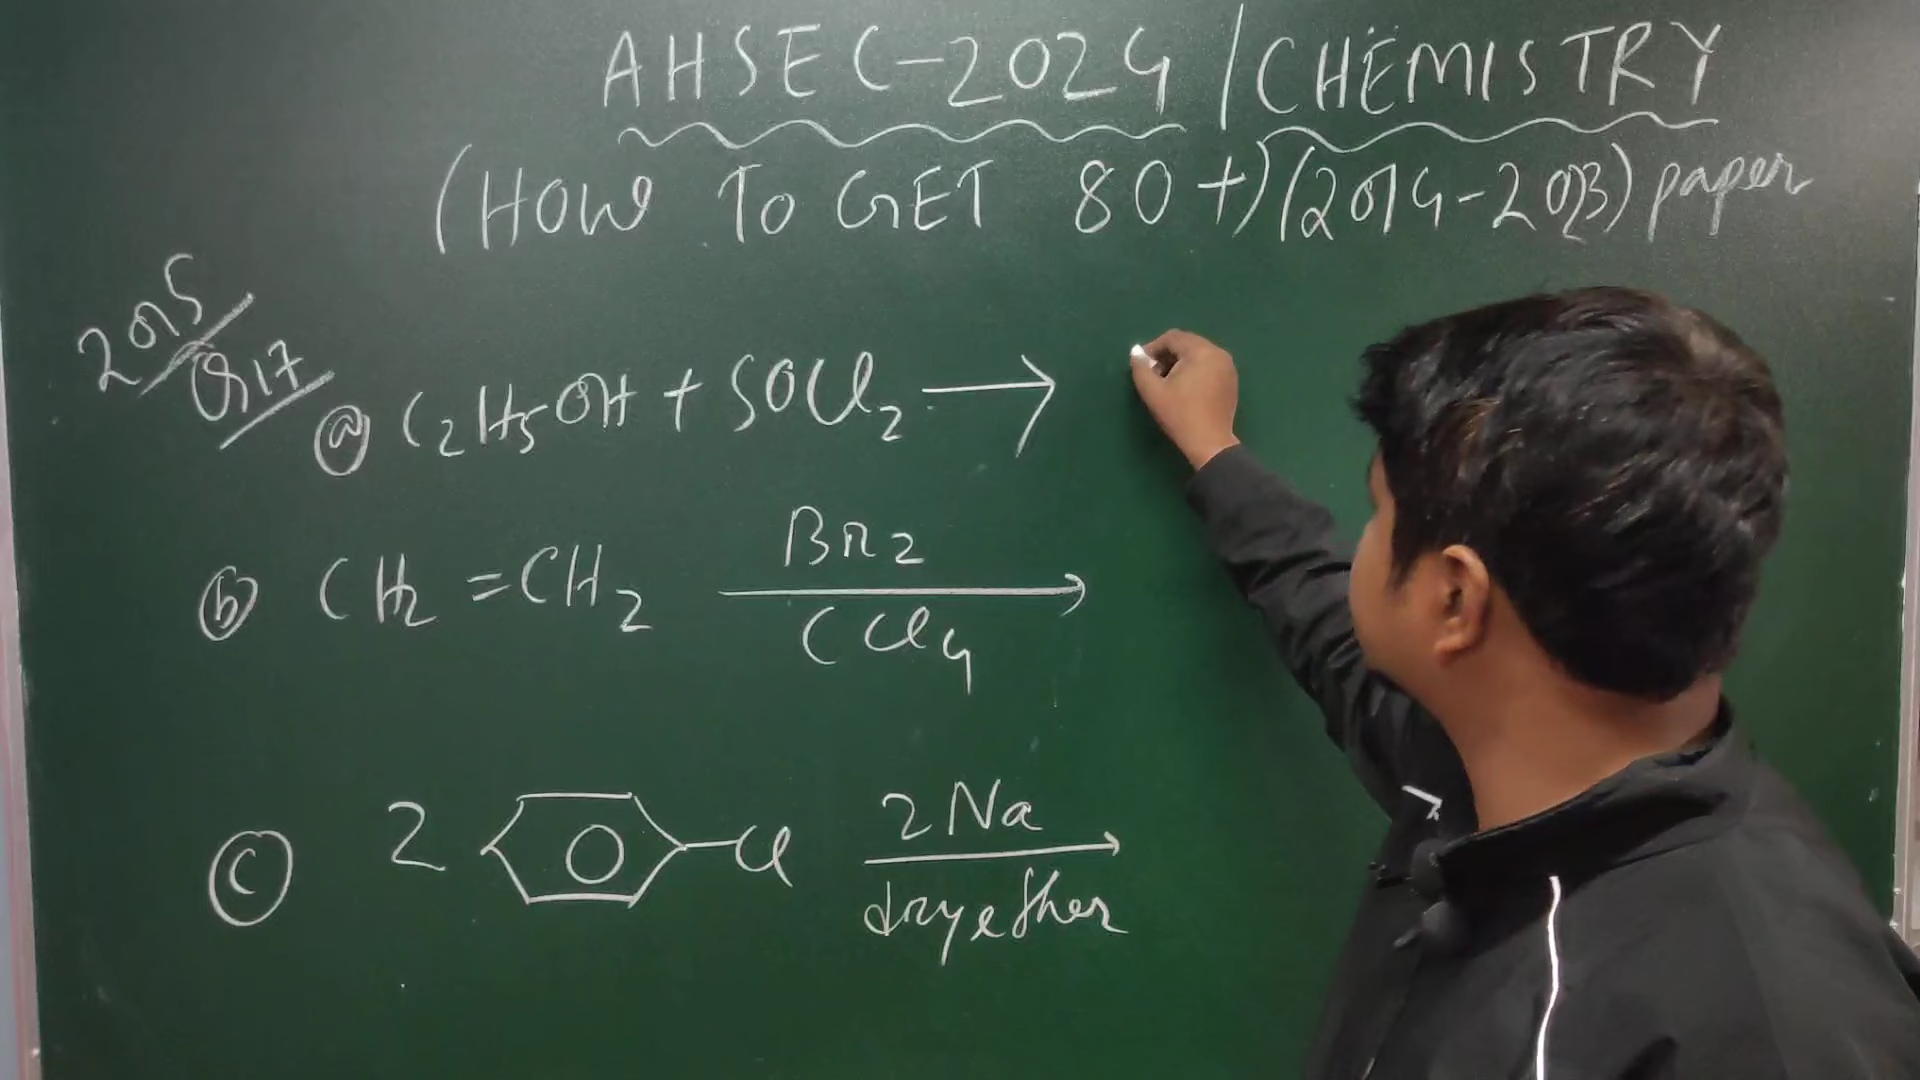 AHSEC-2024/CHEMISTRY
(HOW TO GET 80+)(2014-2023) paper
2015
Q17
(a) C2H5OH + SOCl2 →
(b) CH2 =CH2 Br2 → CCl4
(c) 2 Cl 2Na → dry ether